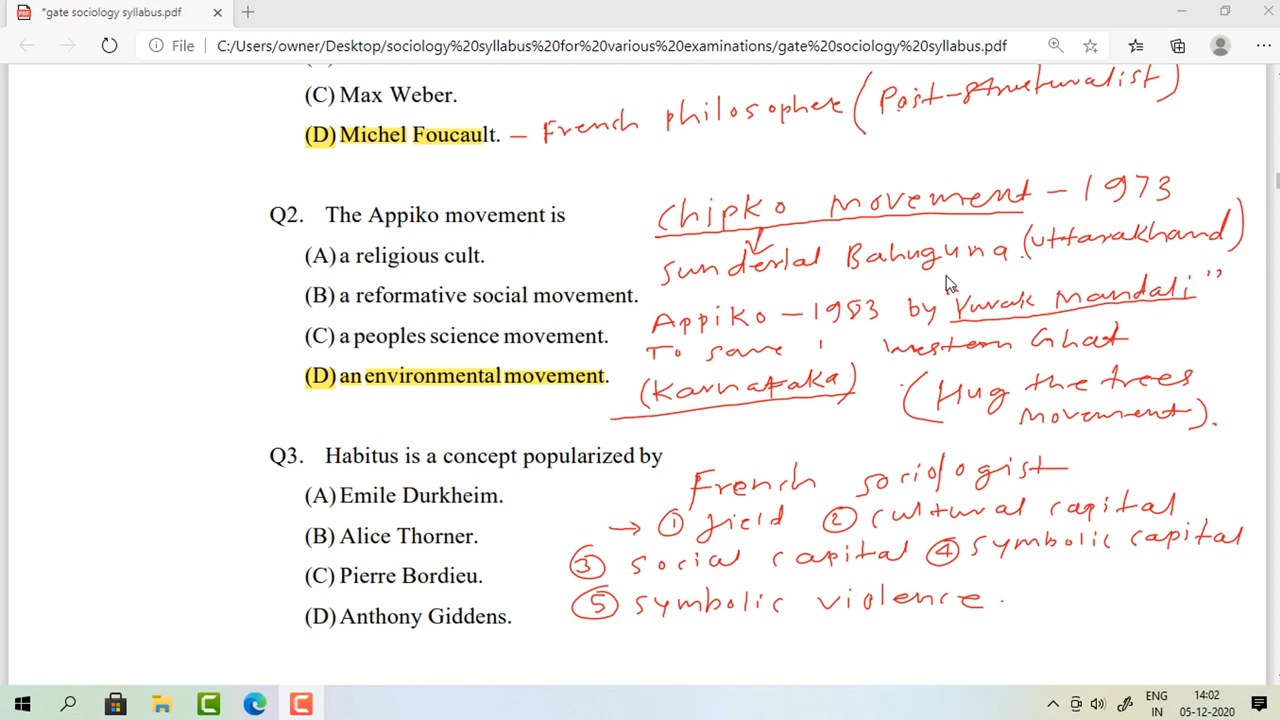 *gate sociology syllabus.pdf
File C:/Users/owner/Desktop/sociology%20syllabus%20for%20various%20examinations/gate%20sociology%20syllabus.pdf
(C) Max Weber.
(D) Michel Foucault. – French philosopher (Post-structuralist)
Q2. The Appiko movement is
(A) a religious cult.
(B) a reformative social movement.
(C) a peoples science movement.
(D) an environmental movement.
Chipko movement – 1973
Sunderlal Bahuguna. (Uttarakhand)
Appiko – 1983 by Yuvak Mandali"
To save Western Ghat
(Karnataka) (Hug the trees
Movement).
Q3. Habitus is a concept popularized by
(A) Emile Durkheim.
(B) Alice Thorner.
(C) Pierre Bordieu.
(D) Anthony Giddens.
French sociologist
→ ① field ② cultural capital
③ social capital ④ symbolic capital
⑤ symbolic violence.
ENG
IN
14:02
05-12-2020